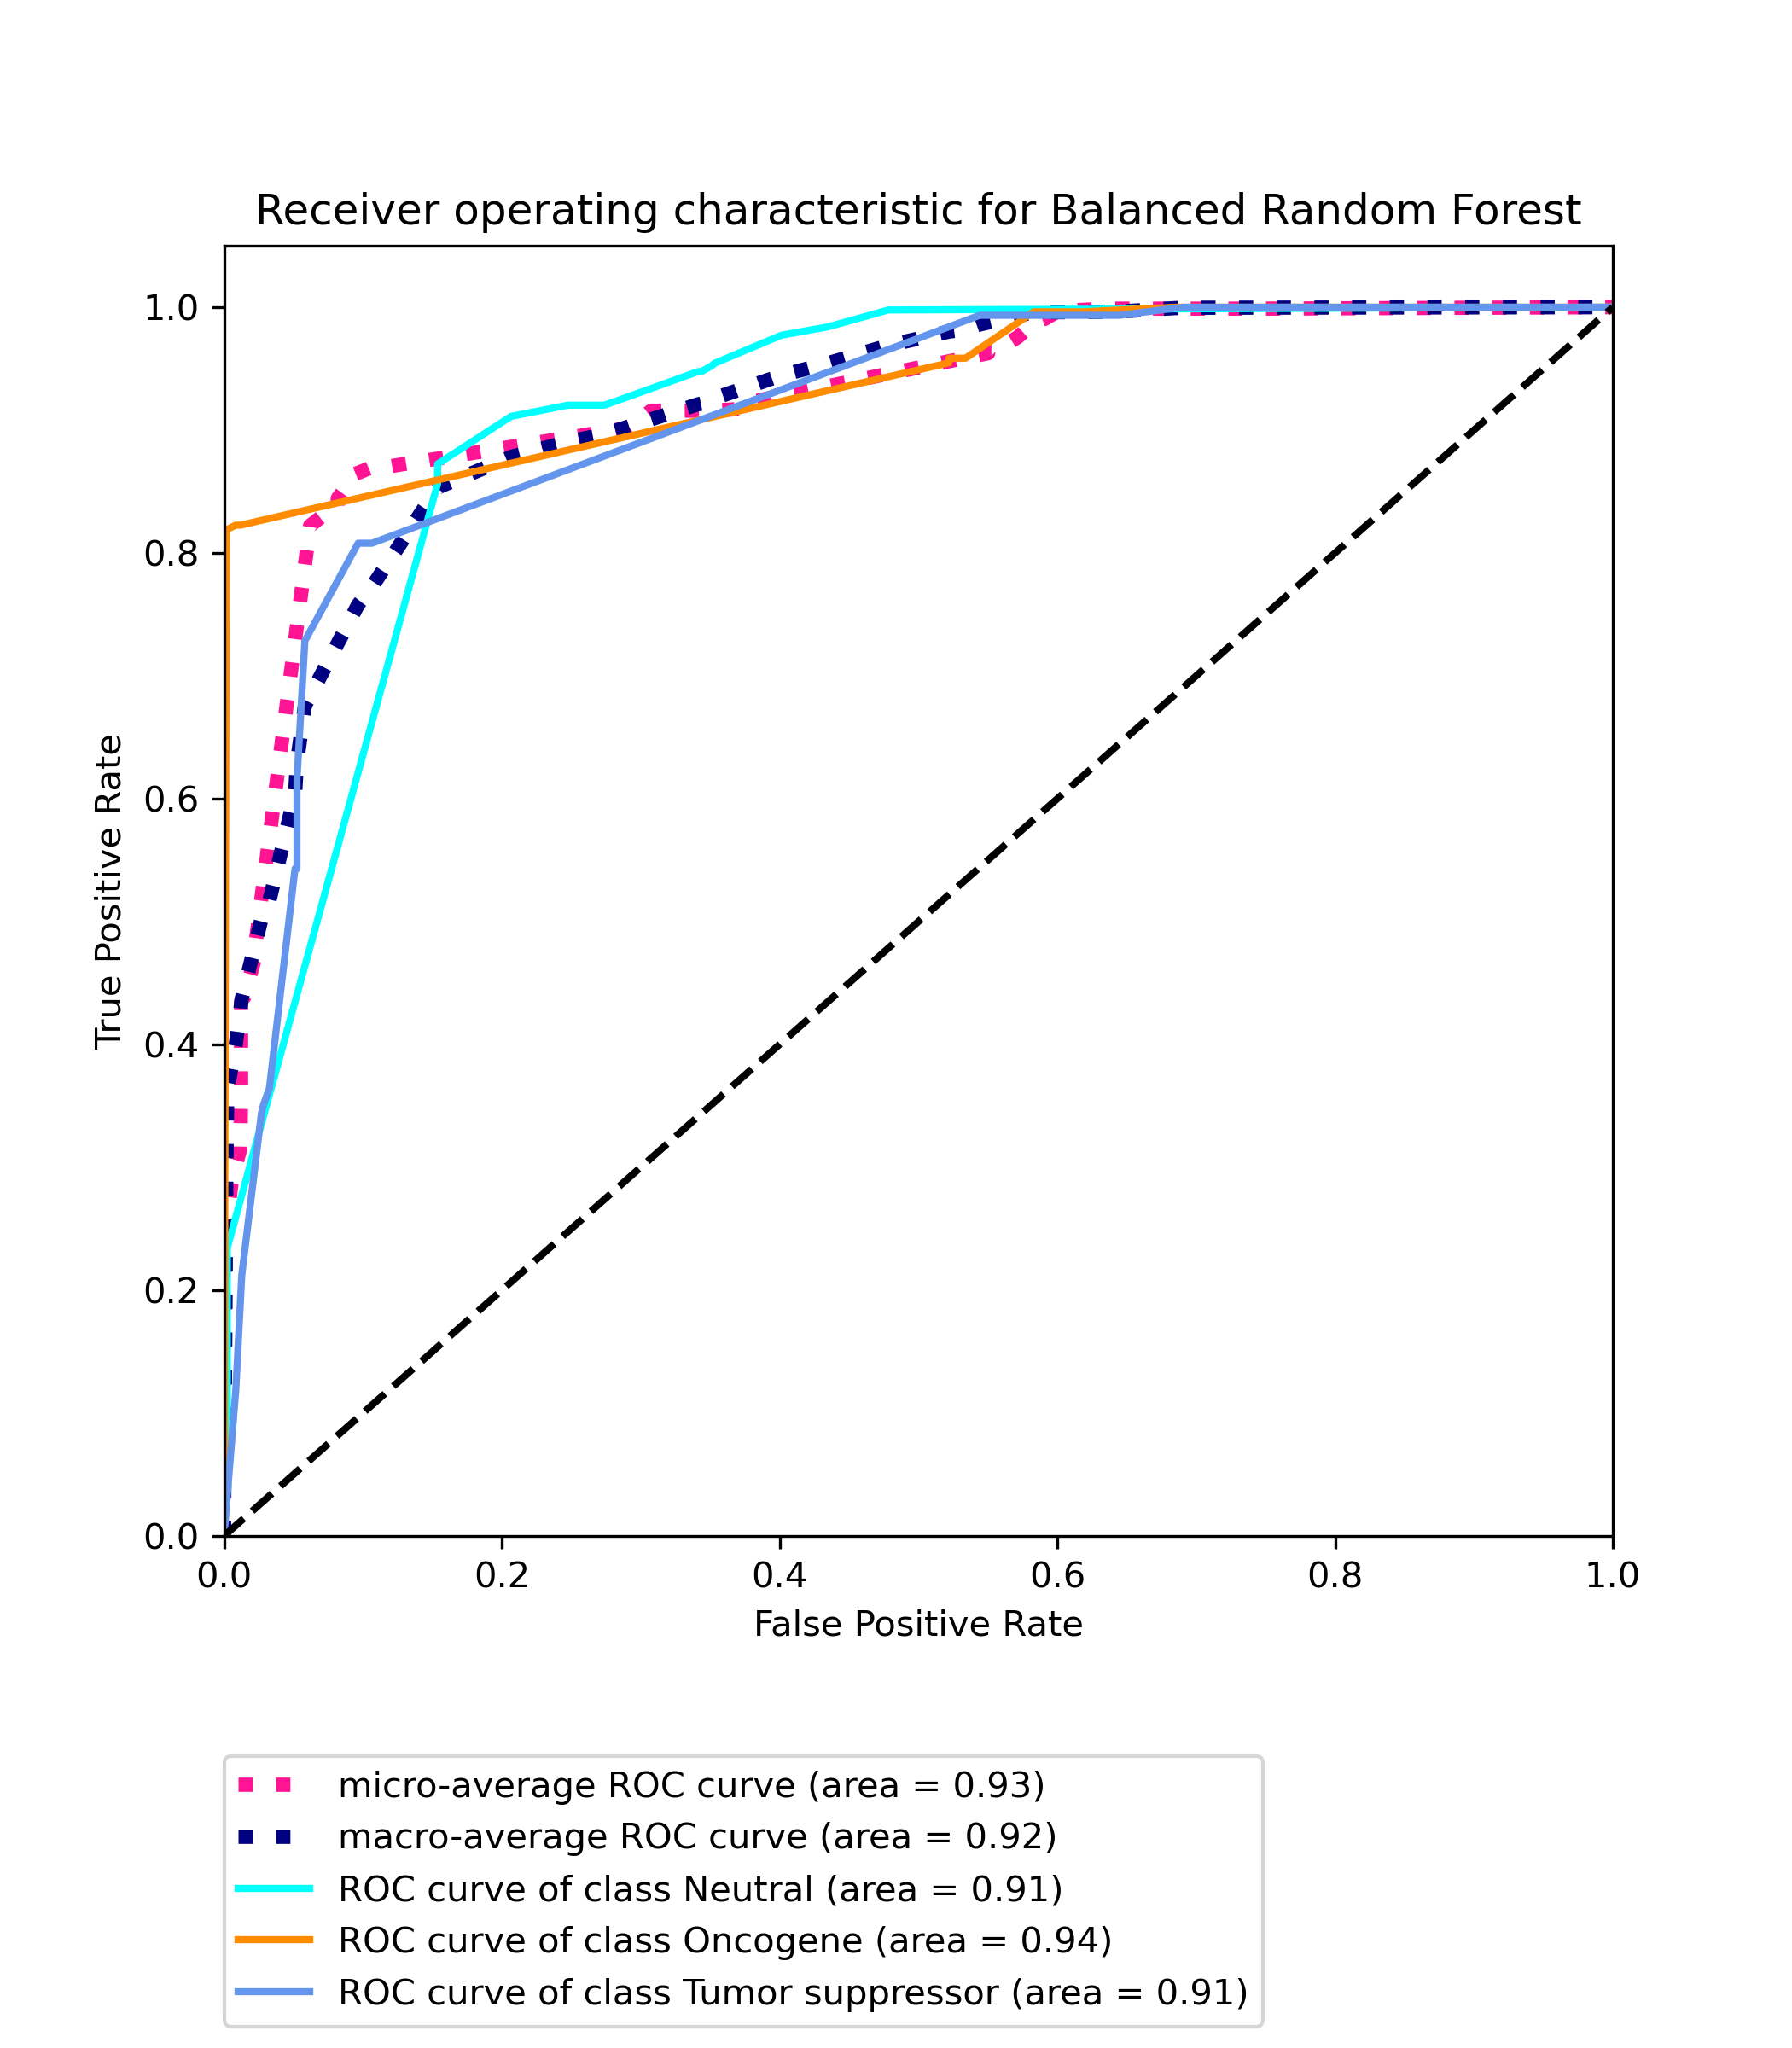 Receiver operating characteristic for Balanced Random Forest
1.0
0.8
0.6
0.4
0.2
0.0
True Positive Rate
0.0 0.2 0.4 0.6 0.8 1.0
False Positive Rate
micro-average ROC curve (area = 0.93)
macro-average ROC curve (area = 0.92)
ROC curve of class Neutral (area = 0.91)
ROC curve of class Oncogene (area = 0.94)
ROC curve of class Tumor suppressor (area = 0.91)